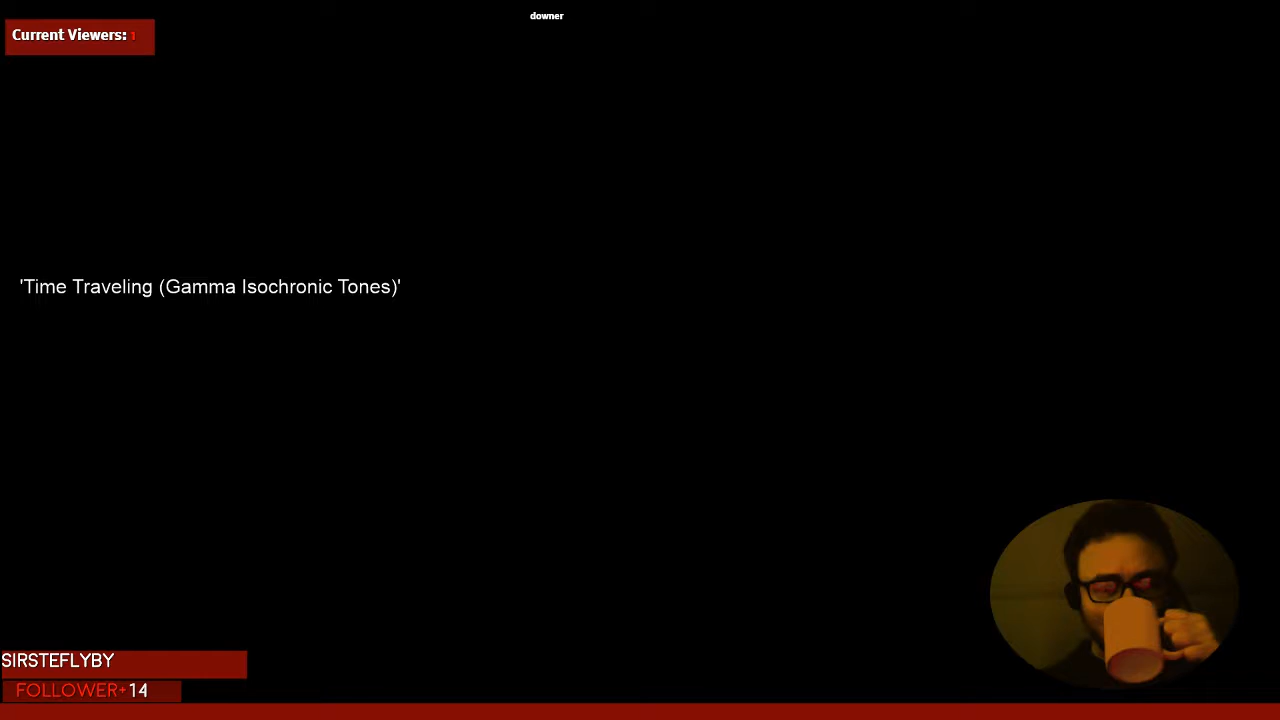 downer
Current Viewers: 1
'Time Traveling (Gamma Isochronic Tones)'
SIRSTEFLYBY
FOLLOWER+14